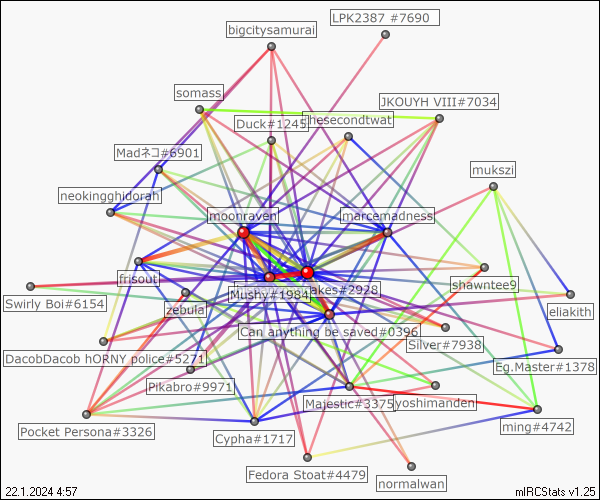 LPK2387 #7690
bigcitysamurai
somass
JKOUYH VIII#7034
Duck#1245
thesecondtwat
Madネコ#6901
mukszi
neokingghidorah
moonraven
marcemadness
frisout
shawntee9
Mushy#1984
akes#2928
Swirly Boi#6154
zebula
eliakith
Can anything be saved#0396
Silver#7938
DacobDacob hORNY police#5271
Eg.Master#1378
Pikabro#9971
Majestic#3375
yoshimanden
Pocket Persona#3326
Cypha#1717
ming#4742
Fedora Stoat#4479
normalwan
22.1.2024 4:57
mIRCStats v1.25